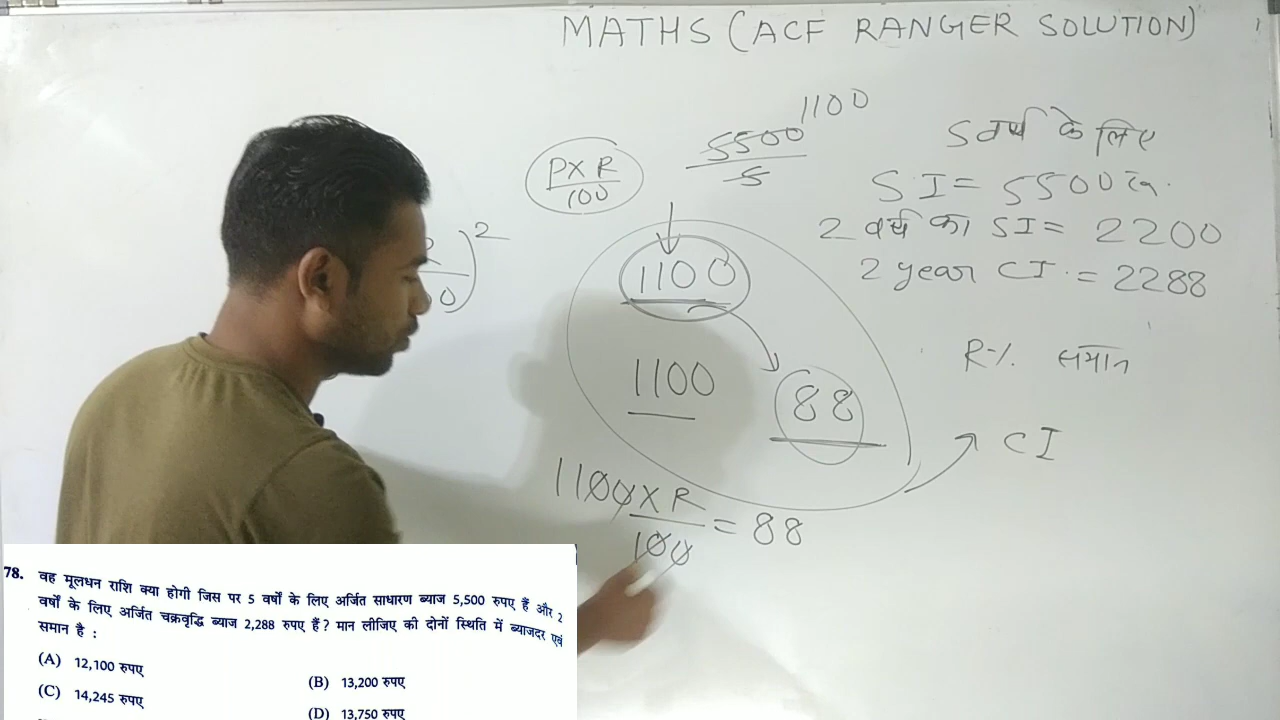 MATHS (ACF RANGER SOLUTION)
1100
5500
5
P X R
100
5 वर्ष के लिए
S.I = 5500 रु.
2 वर्ष का SI = 2200
2 year CI. = 2288
2
0
1100
1100
88
R-/. समान
CI
1100 X R
100
= 88
78. वह मूलधन राशि क्या होगी जिस पर 5 वर्षों के लिए अर्जित साधारण ब्याज 5,500 रुपए हैं और 2
वर्षों के लिए अर्जित चक्रवृद्धि ब्याज 2,288 रुपए हैं ? मान लीजिए की दोनों स्थिति में ब्याजदर एवं
समान है :
(A) 12,100 रुपए
(B) 13,200 रुपए
(C) 14,245 रुपए
(D) 13,750 रुपए